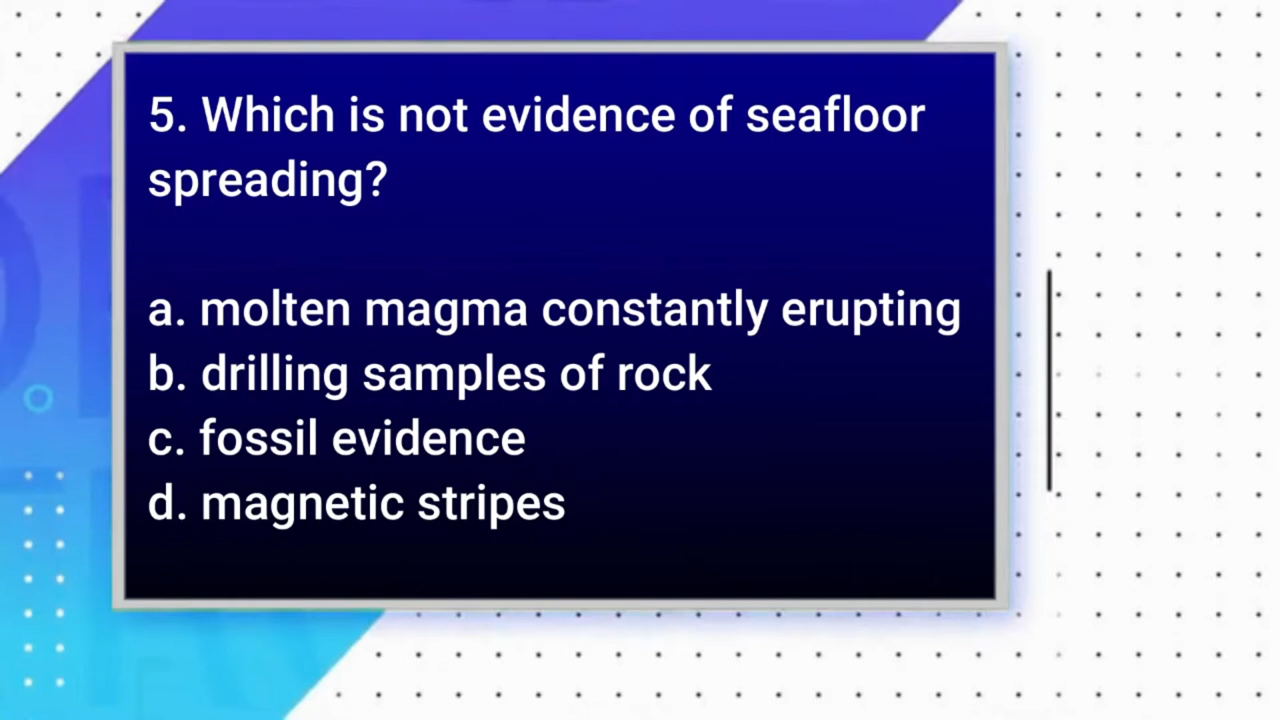 5. Which is not evidence of seafloor
spreading?
a. molten magma constantly erupting
b. drilling samples of rock
c. fossil evidence
d. magnetic stripes